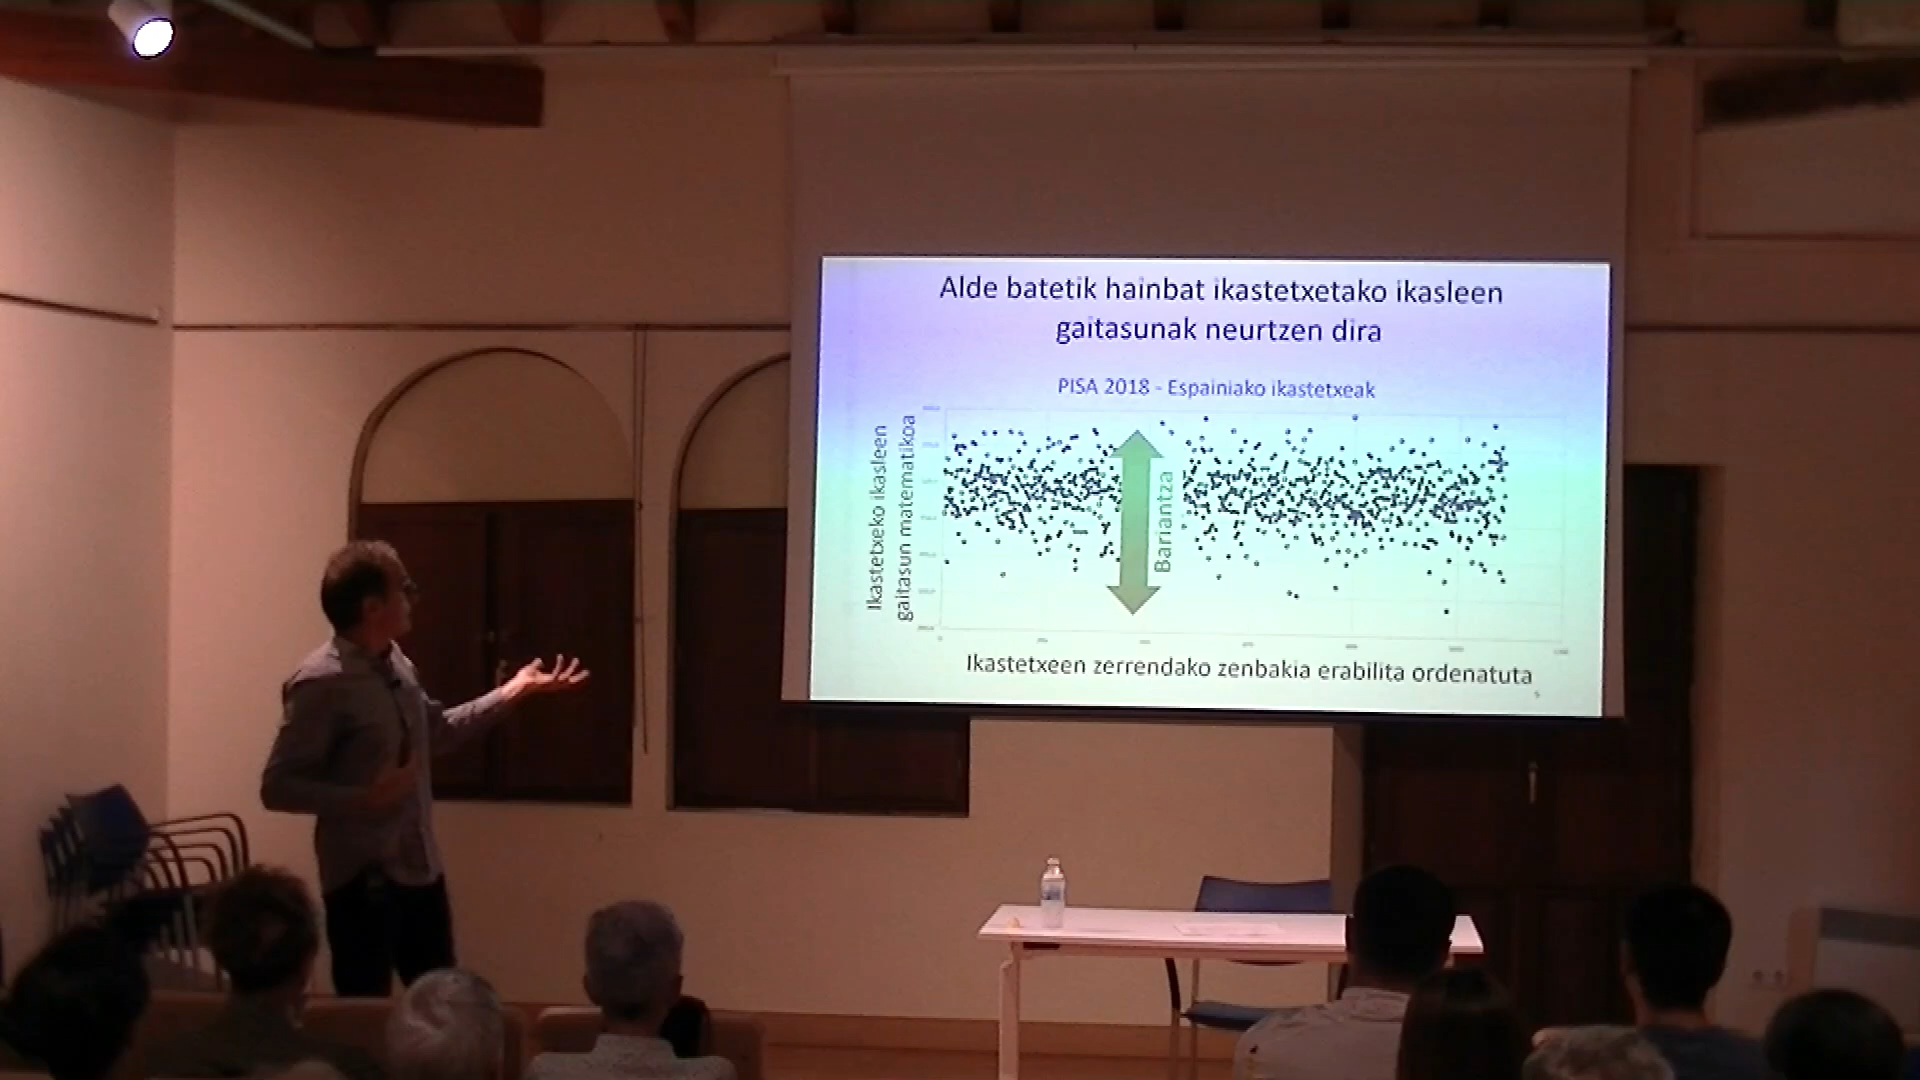 Alde batetik hainbat ikastetxetako ikasleen
gaitasunak neurtzen dira
PISA 2018 - Espainiako ikastetxeak
Ikastetxeko ikasleen
gaitasun matematikoa
Bariantza
Ikastetxeen zerrendako zenbakia erabilita ordenatuta